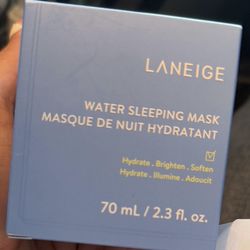 LANEIGE
WATER SLEEPING MASK
MASQUE DE NUIT HYDRATANT
Hydrate . Brighten . Soften
Hydrate . Illumine . Adoucit
70 mL / 2.3 fl. oz.